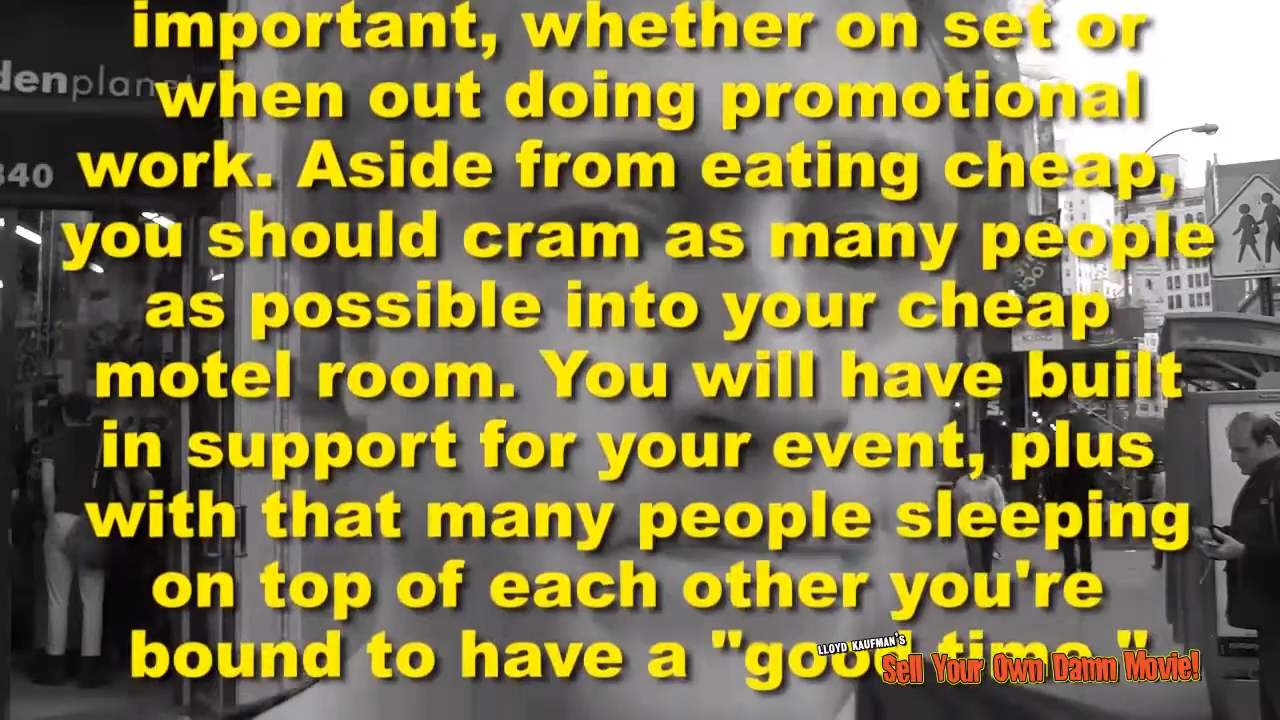 important, whether on set or
when out doing promotional
work. Aside from eating cheap,
you should cram as many people
as possible into your cheap
motel room. You will have built
in support for your event, plus
with that many people sleeping
on top of each other you're
bound to have a "good time."
LLOYD KAUFMAN'S
Sell Your Own Damn Movie!
denplanet
840